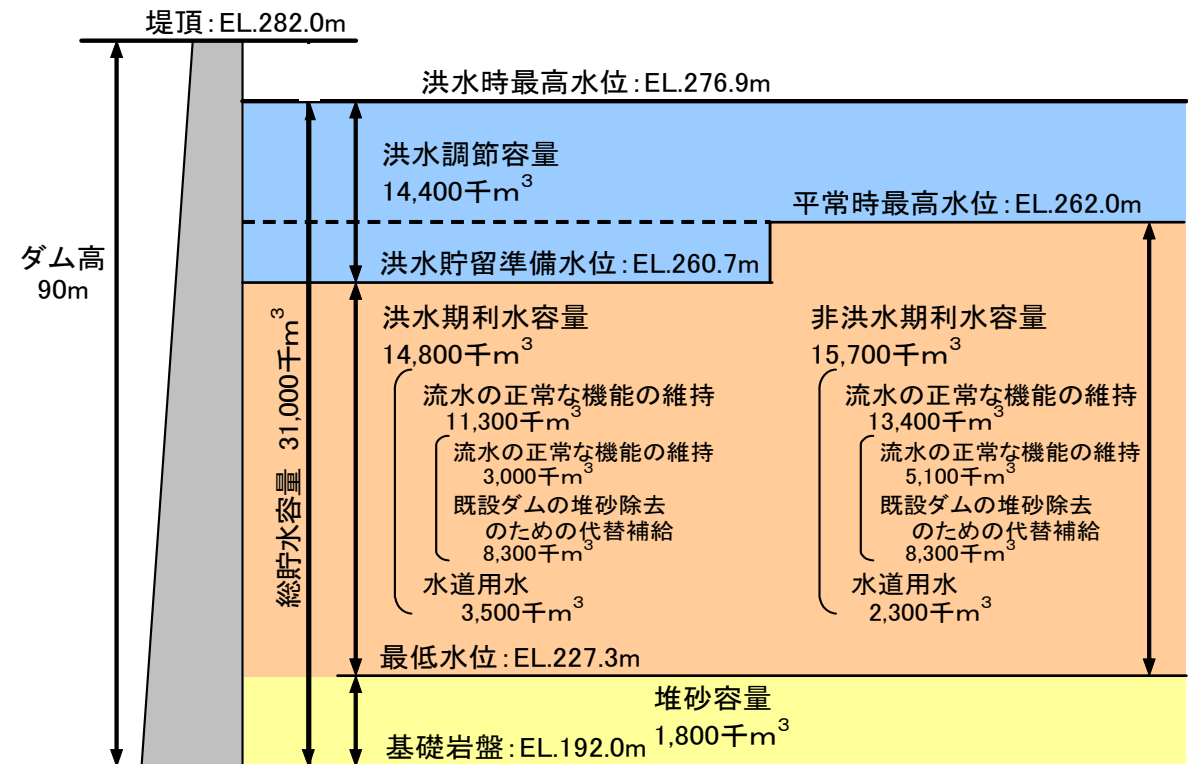 堤頂:EL.282.0m
洪水時最高水位:EL.276.9m
洪水調節容量
14,400千m³
平常時最高水位:EL.262.0m
ダム高
90m
洪水貯留準備水位:EL.260.7m
総貯水容量 31,000千m³
洪水期利水容量
14,800千m³
流水の正常な機能の維持
11,300千m³
流水の正常な機能の維持
3,000千m³
既設ダムの堆砂除去
のための代替補給
8,300千m³
水道用水
3,500千m³
非洪水期利水容量
15,700千m³
流水の正常な機能の維持
13,400千m³
流水の正常な機能の維持
5,100千m³
既設ダムの堆砂除去
のための代替補給
8,300千m³
水道用水
2,300千m³
最低水位:EL.227.3m
堆砂容量
1,800千m³
基礎岩盤:EL.192.0m